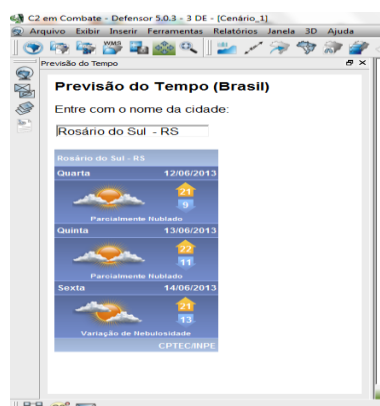 C2 em Combate - Defensor 5.0.3 - 3 DE - [Cenário_1]
Arquivo Exibir Inserir Ferramentas Relatórios Janela 3D Ajuda
WMS
Previsão do Tempo
Previsão do Tempo (Brasil)
Entre com o nome da cidade:
Rosário do Sul - RS
Rosário do Sul - RS
Quarta 12/06/2013
21
9
Parcialmente Nublado
Quinta 13/06/2013
22
11
Parcialmente Nublado
Sexta 14/06/2013
21
13
Variação de Nebulosidade
CPTEC/INPE